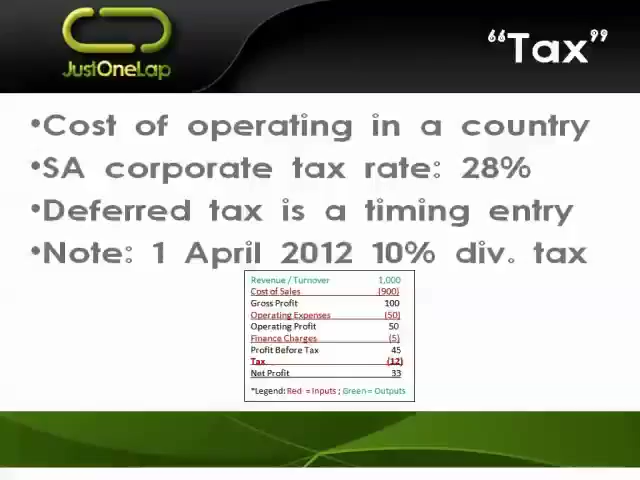 JustOneLap
“Tax”
•Cost of operating in a country
•SA corporate tax rate: 28%
•Deferred tax is a timing entry
•Note: 1 April 2012 10% div. tax
Revenue / Turnover 1,000
Cost of Sales (900)
Gross Profit 100
Operating Expenses (50)
Operating Profit 50
Finance Charges (5)
Profit Before Tax 45
Tax (12)
Net Profit 33
*Legend: Red = Inputs ; Green = Outputs